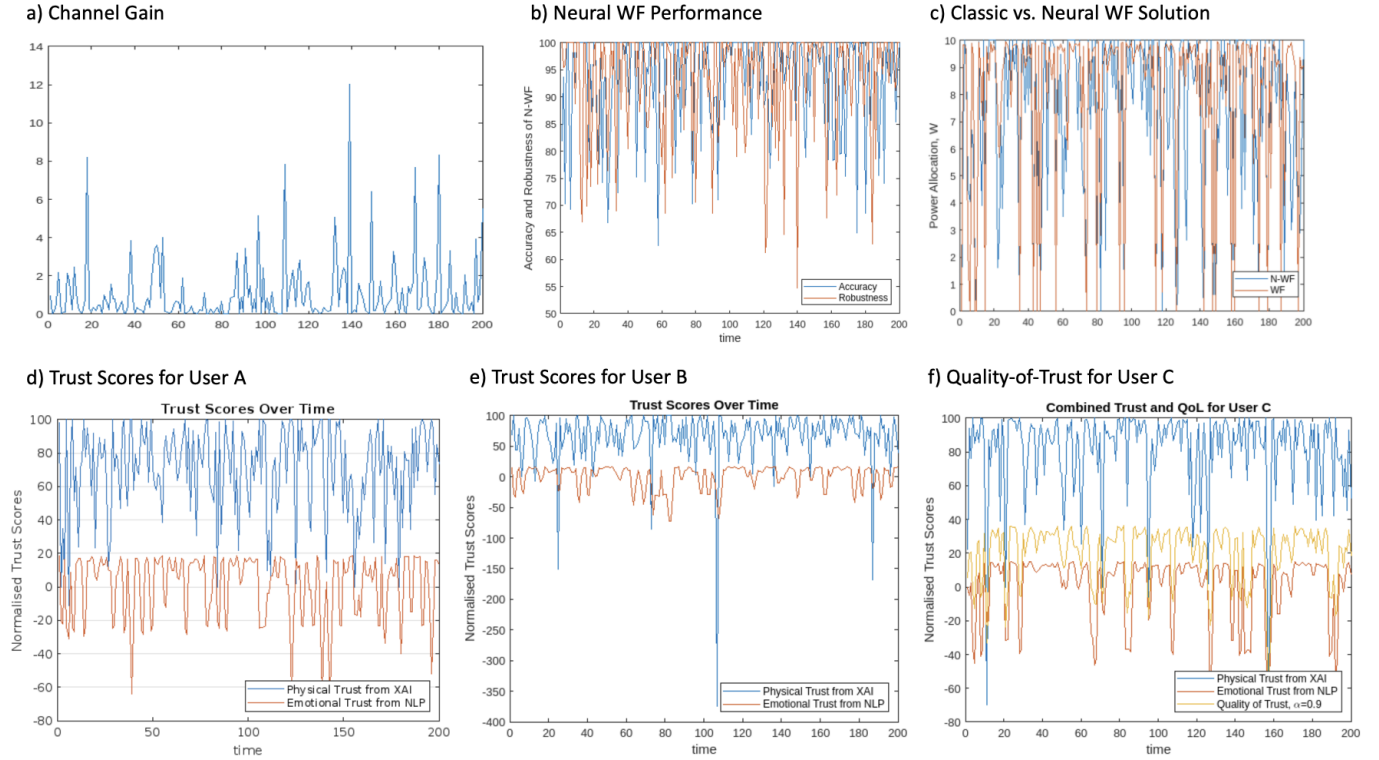 a) Channel Gain
14
12
10
8
6
4
2
0
0 20 40 60 80 100 120 140 160 180 200
b) Neural WF Performance
Accuracy and Robustness of N-WF
100
95
90
85
80
75
70
65
60
55
50
0 20 40 60 80 100 120 140 160 180 200
time
Accuracy
Robustness
c) Classic vs. Neural WF Solution
Power Allocation, W
10
9
8
7
6
5
4
3
2
1
0
0 20 40 60 80 100 120 140 160 180 200
N-WF
WF
d) Trust Scores for User A
Trust Scores Over Time
Normalised Trust Scores
100
80
60
40
20
0
-20
-40
-60
-80
0 50 100 150 200
time
Physical Trust from XAI
Emotional Trust from NLP
e) Trust Scores for User B
Trust Scores Over Time
Normalised Trust Scores
100
50
0
-50
-100
-150
-200
-250
-300
-350
-400
0 20 40 60 80 100 120 140 160 180 200
time
Physical Trust from XAI
Emotional Trust from NLP
f) Quality-of-Trust for User C
Combined Trust and QoL for User C
Normalised Trust Scores
100
80
60
40
20
0
-20
-40
-60
-80
0 20 40 60 80 100 120 140 160 180 200
time
Physical Trust from XAI
Emotional Trust from NLP
Quality of Trust, α=0.9